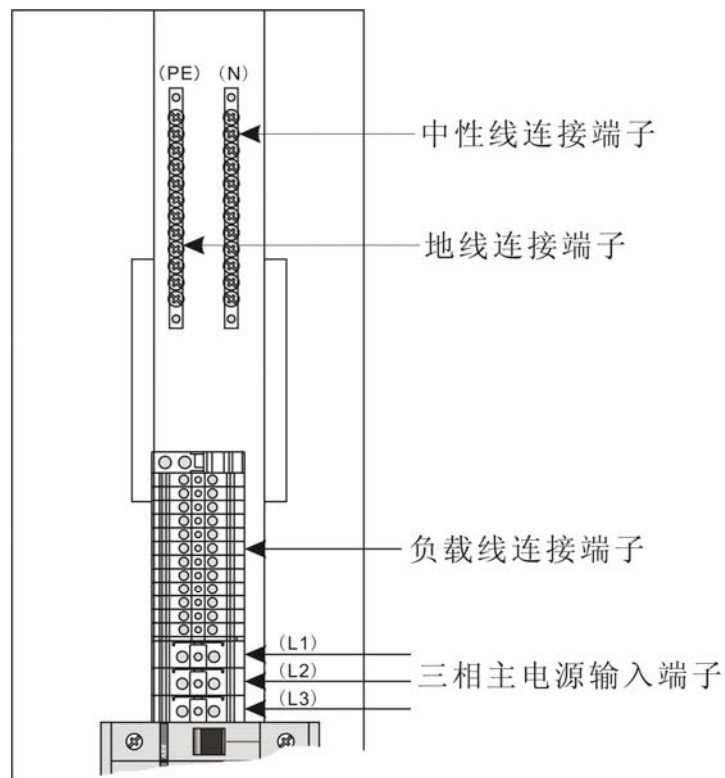 (PE) (N)
中性线连接端子
地线连接端子
负载线连接端子
(L1)
(L2)
三相主电源输入端子
(L3)